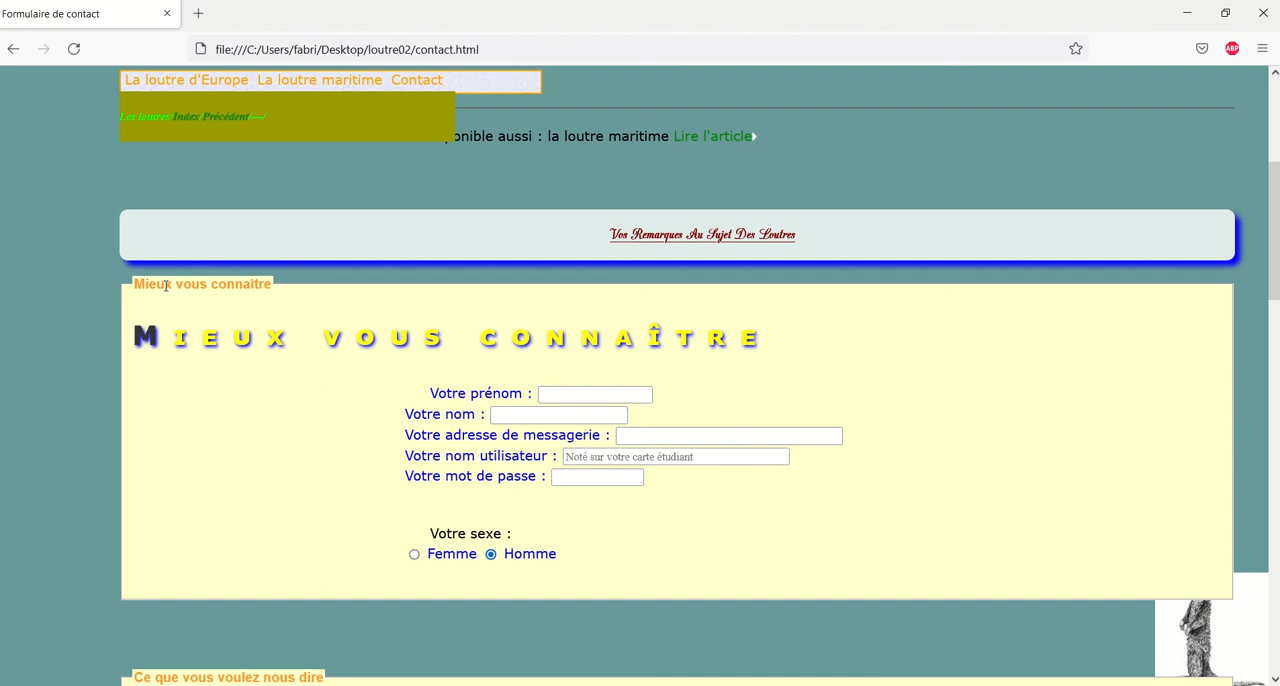 Formulaire de contact
file:///C:/Users/fabri/Desktop/loutre02/contact.html
ABP
La loutre d'Europe La loutre maritime Contact
Les loutres Index Précédent
ponible aussi : la loutre maritime Lire l'article
Vos Remarques Au Sujet Des Loutres
Mieux vous connaitre
MIEUX VOUS CONNAÎTRE
Votre prénom :
Votre nom :
Votre adresse de messagerie :
Votre nom utilisateur : Noté sur votre carte étudiant
Votre mot de passe :
Votre sexe :
Femme Homme
Ce que vous voulez nous dire